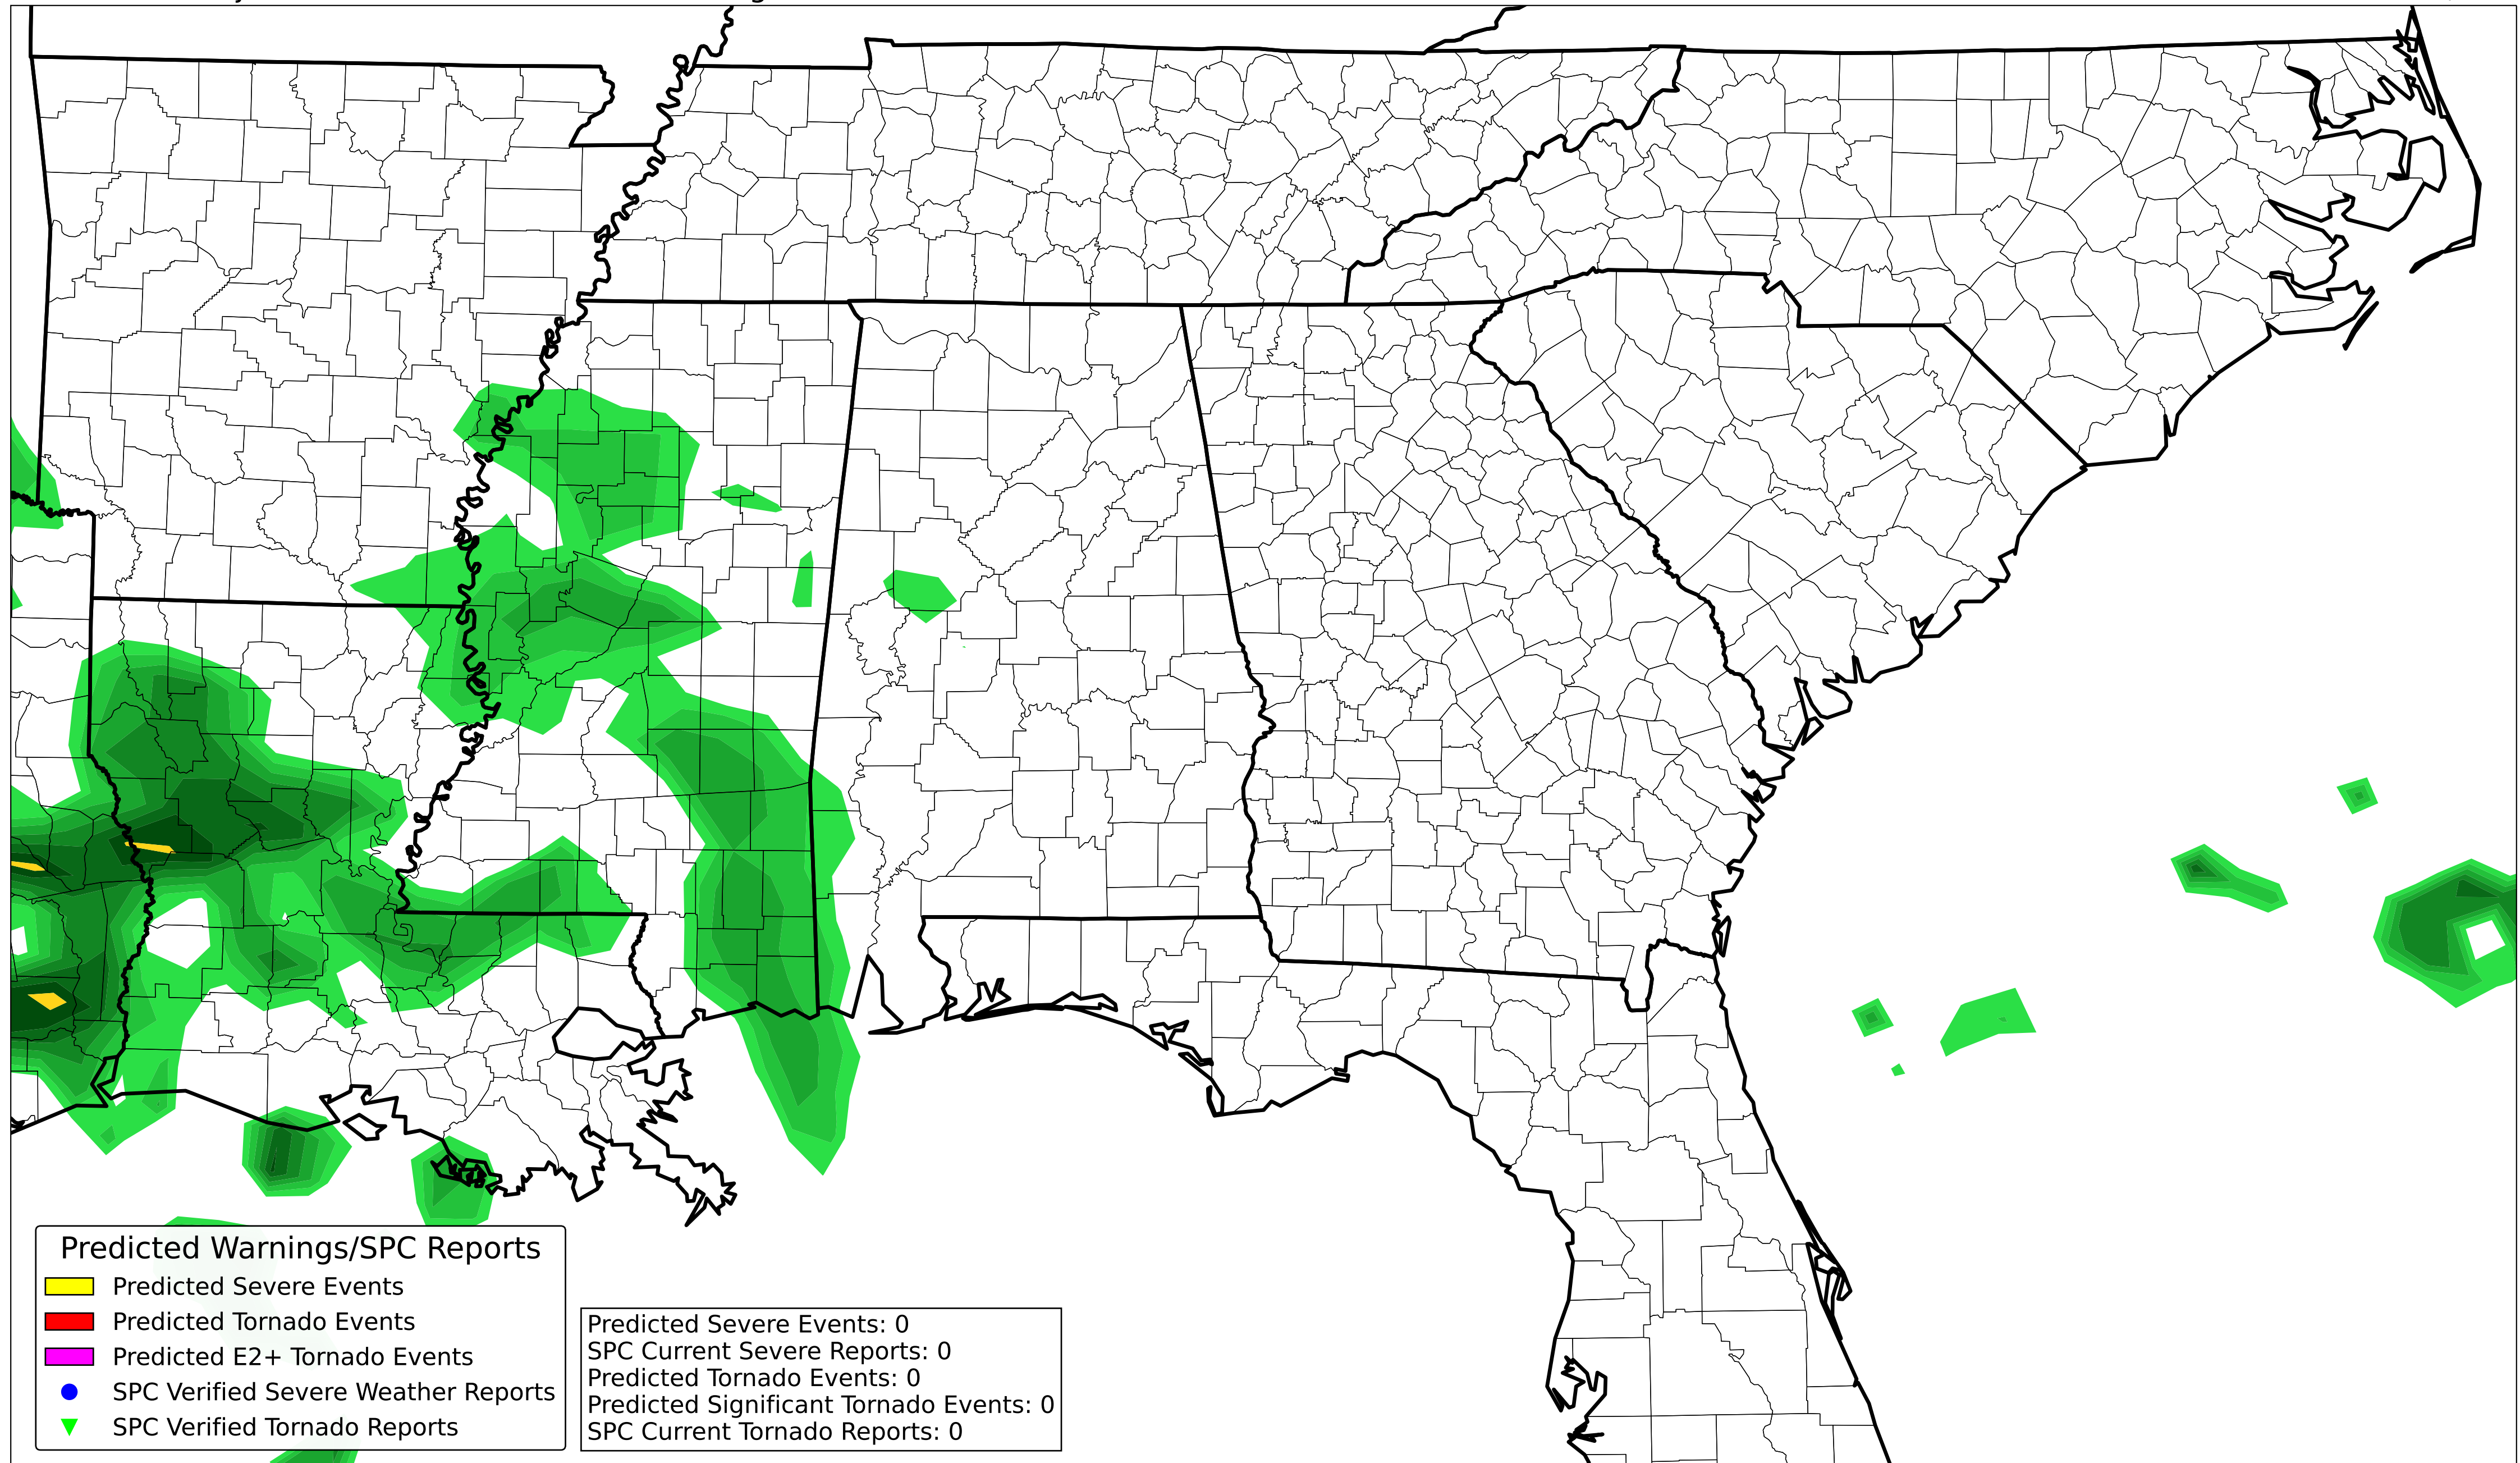 Predicted Warnings/SPC Reports
Predicted Severe Events
Predicted Tornado Events
Predicted E2+ Tornado Events
SPC Verified Severe Weather Reports
SPC Verified Tornado Reports
Predicted Severe Events: 0
SPC Current Severe Reports: 0
Predicted Tornado Events: 0
Predicted Significant Tornado Events: 0
SPC Current Tornado Reports: 0